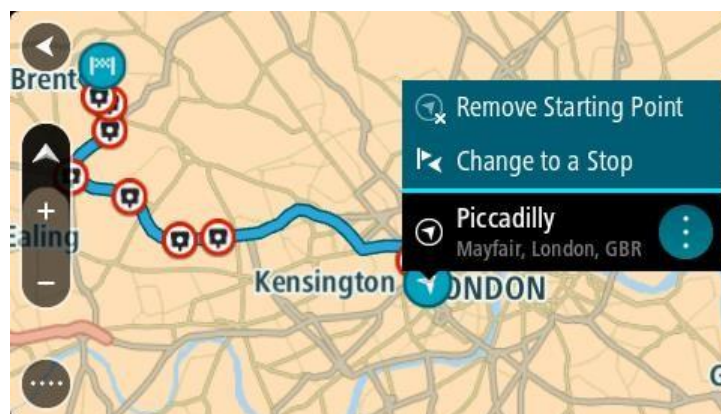 Brent
Remove Starting Point
Change to a Stop
Piccadilly
Mayfair, London, GBR
Ealing
Kensington
ONDON
G